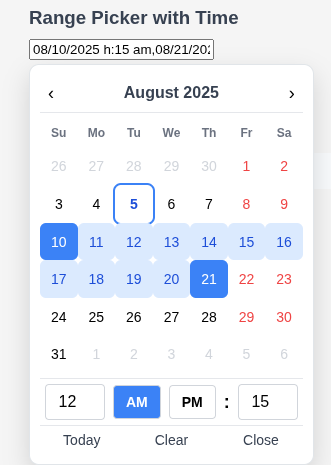 Range Picker with Time
08/10/2025 h:15 am,08/21/202
‹ August 2025 ›
Su Mo Tu We Th Fr Sa
26 27 28 29 30 1 2
3 4 5 6 7 8 9
10 11 12 13 14 15 16
17 18 19 20 21 22 23
24 25 26 27 28 29 30
31 1 2 3 4 5 6
12 AM PM : 15
Today Clear Close